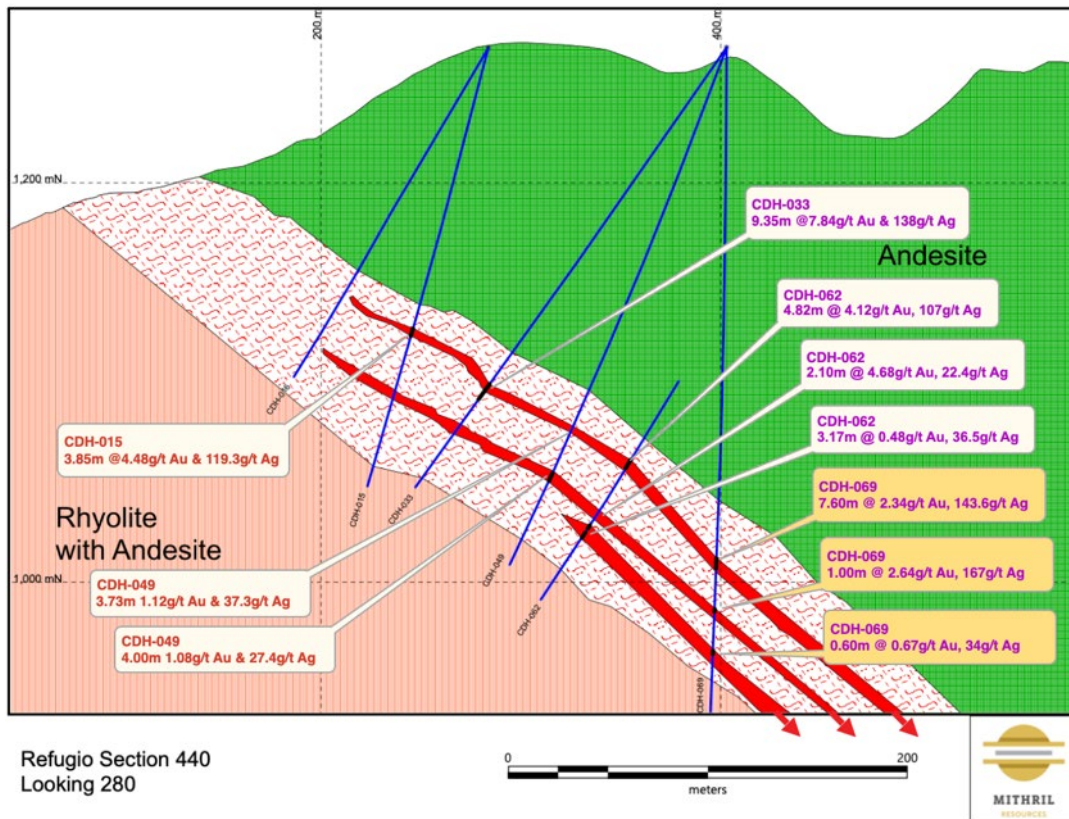 200 m
400 m
1,200 mN
CDH-033
9.35m @7.84g/t Au & 138g/t Ag
Andesite
CDH-062
4.82m @ 4.12g/t Au, 107g/t Ag
CDH-062
2.10m @ 4.68g/t Au, 22.4g/t Ag
CDH-016
CDH-062
3.17m @ 0.48g/t Au, 36.5g/t Ag
CDH-015
3.85m @4.48g/t Au & 119.3g/t Ag
CDH-015
CDH-033
CDH-069
7.60m @ 2.34g/t Au, 143.6g/t Ag
Rhyolite
with Andesite
CDH-049
CDH-069
1.00m @ 2.64g/t Au, 167g/t Ag
1,000 mN
CDH-049
3.73m 1.12g/t Au & 37.3g/t Ag
CDH-062
CDH-069
0.60m @ 0.67g/t Au, 34g/t Ag
CDH-049
4.00m 1.08g/t Au & 27.4g/t Ag
CDH-069
Refugio Section 440
Looking 280
0
200
meters
MITHRIL
RESOURCES